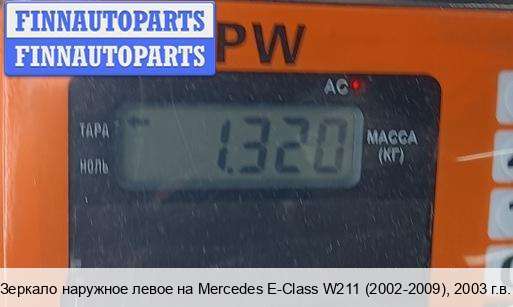 FINNAUTOPARTS
FINNAUTOPARTS
PW
AC
ТАРА
1.320
МАССА
(КГ)
НОЛЬ
Зеркало наружное левое на Mercedes E-Class W211 (2002-2009), 2003 г.в.